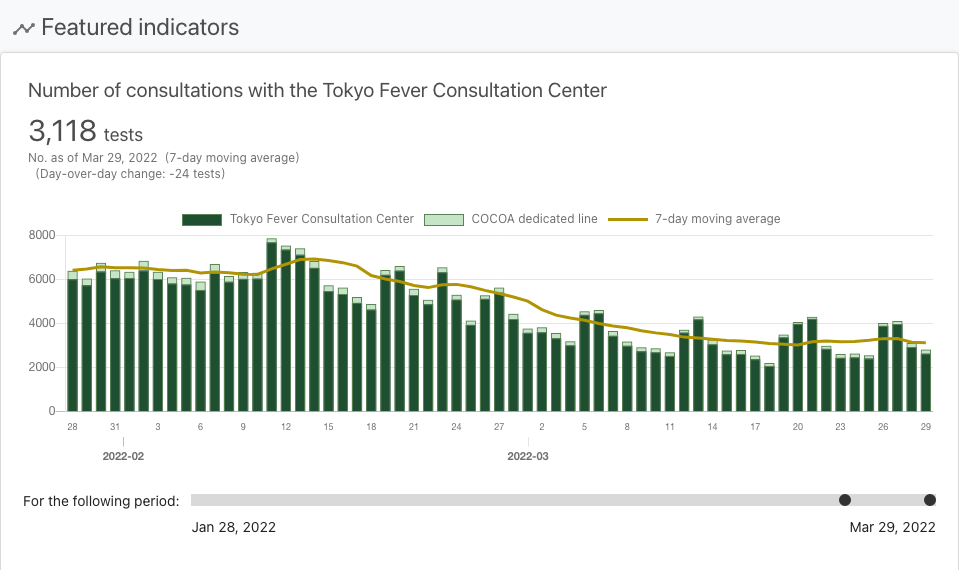 Featured indicators
Number of consultations with the Tokyo Fever Consultation Center
3,118 tests
No. as of Mar 29, 2022 (7-day moving average)
(Day-over-day change: -24 tests)
Tokyo Fever Consultation Center COCOA dedicated line 7-day moving average
8000
6000
4000
2000
0
28 31 3 6 9 12 15 18 21 24 27 2 5 8 11 14 17 20 23 26 29
2022-02 2022-03
For the following period:
Jan 28, 2022 Mar 29, 2022